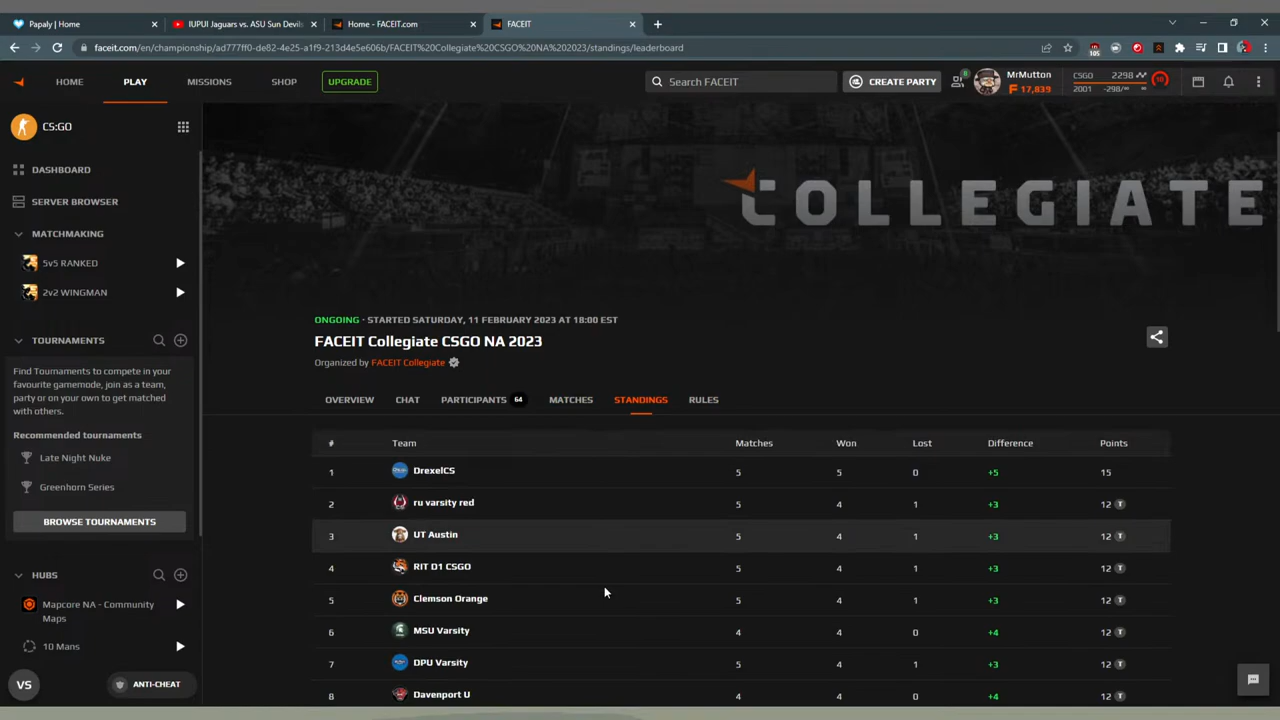 Papaly | Home
IUPUI Jaguars vs. ASU Sun Devils
Home - FACEIT.com
FACEIT
faceit.com/en/championship/ad777ff0-de82-4e25-a1f9-213d4e5e606b/FACEIT%20Collegiate%20CSGO%20NA%202023/standings/leaderboard
105
HOME
PLAY
MISSIONS
SHOP
UPGRADE
Search FACEIT
CREATE PARTY
0
MrMutton
17,839
CSGO 2298
2001 -298/∞
10
CS:GO
DASHBOARD
SERVER BROWSER
MATCHMAKING
5v5 RANKED
2v2 WINGMAN
TOURNAMENTS
Find Tournaments to compete in your
favourite gamemode, join as a team,
party or on your own to get matched
with others.
Recommended tournaments
Late Night Nuke
Greenhorn Series
BROWSE TOURNAMENTS
HUBS
Mapcore NA - Community
Maps
10 Mans
VS
ANTI-CHEAT
COLLEGIATE
ONGOING - STARTED SATURDAY, 11 FEBRUARY 2023 AT 18:00 EST
FACEIT Collegiate CSGO NA 2023
Organized by FACEIT Collegiate
OVERVIEW CHAT PARTICIPANTS 64 MATCHES STANDINGS RULES
# Team Matches Won Lost Difference Points
1 DrexelCS 5 5 0 +5 15
2 ru varsity red 5 4 1 +3 12 T
3 UT Austin 5 4 1 +3 12 T
4 RIT D1 CSGO 5 4 1 +3 12 T
5 Clemson Orange 5 4 1 +3 12 T
6 MSU Varsity 4 4 0 +4 12 T
7 DPU Varsity 5 4 1 +3 12 T
8 Davenport U 4 4 0 +4 12 T